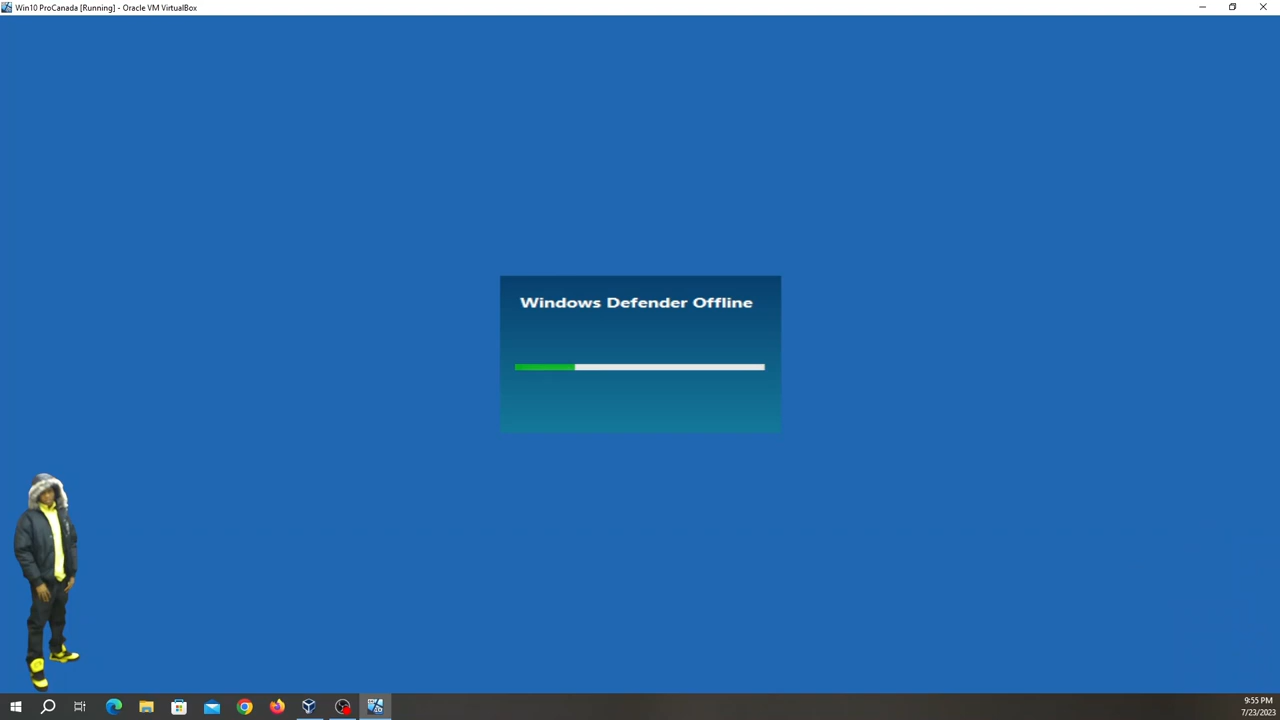 Win10 ProCanada [Running] - Oracle VM VirtualBox
Windows Defender Offline
9:55 PM
7/23/2023